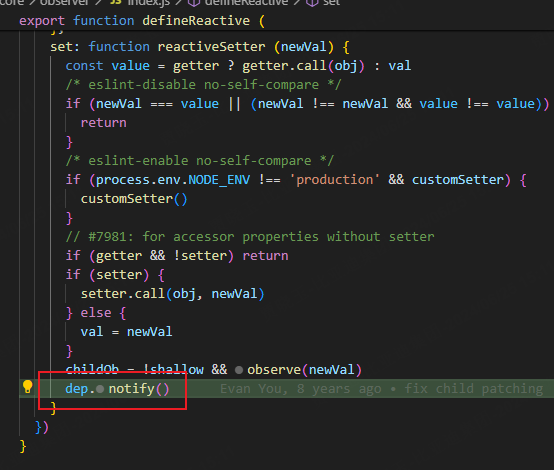 core > observer > JS index.js > defineReactive > set
export function defineReactive (
},
set: function reactiveSetter (newVal) {
const value = getter ? getter.call(obj) : val
/* eslint-disable no-self-compare */
if (newVal === value || (newVal !== newVal && value !== value))
return
}
/* eslint-enable no-self-compare */
if (process.env.NODE_ENV !== 'production' && customSetter) {
customSetter()
}
// #7981: for accessor properties without setter
if (getter && !setter) return
if (setter) {
setter.call(obj, newVal)
} else {
val = newVal
}
childOb = !shallow && observe(newVal)
dep.notify() Evan You, 8 years ago • fix child patching
}
})
}